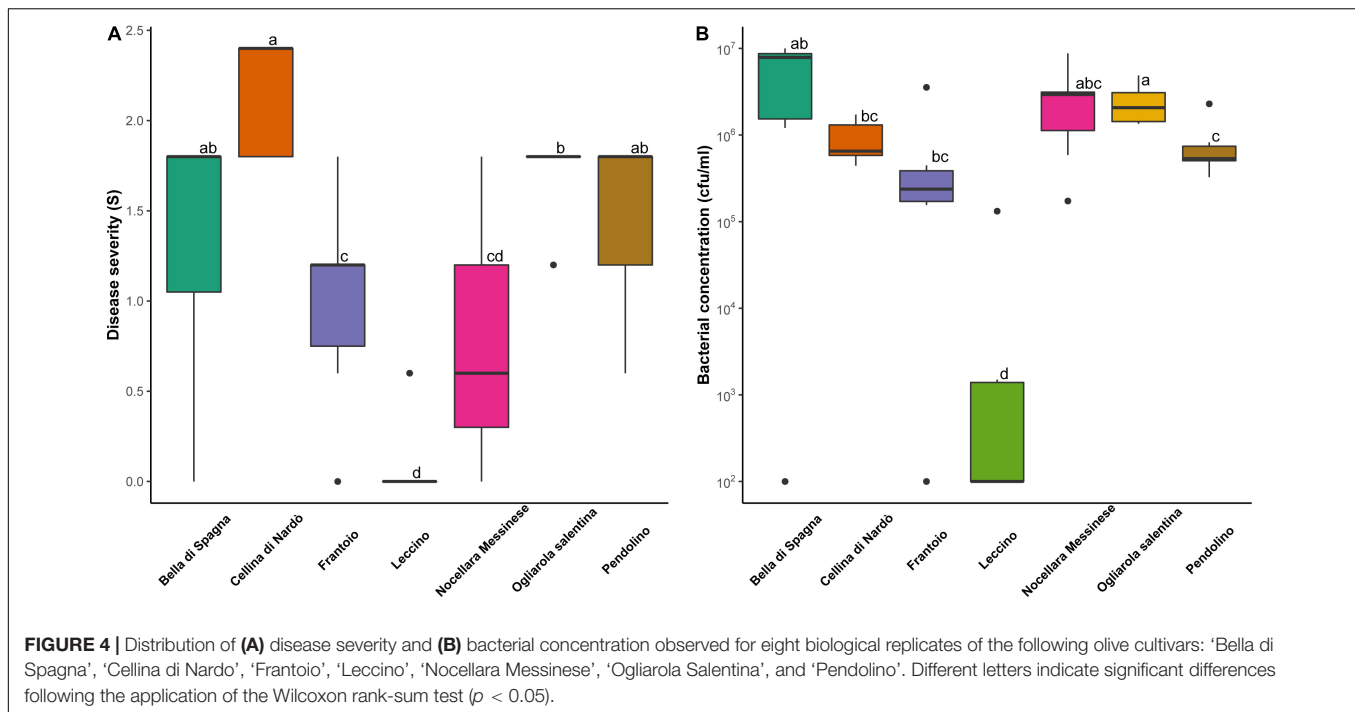 A
2.5
2.0
1.5
1.0
0.5
0.0
Disease severity (S)
ab
a
c
d
cd
b
ab
Bella di Spagna
Cellina di Nardò
Frantoio
Leccino
Nocellara Messinese
Ogliarola salentina
Pendolino
B
10⁷
10⁶
10⁵
10⁴
10³
10²
Bacterial concentration (cfu/ml)
ab
bc
bc
d
abc
a
c
Bella di Spagna
Cellina di Nardò
Frantoio
Leccino
Nocellara Messinese
Ogliarola salentina
Pendolino
FIGURE 4 | Distribution of (A) disease severity and (B) bacterial concentration observed for eight biological replicates of the following olive cultivars: ‘Bella di
Spagna’, ‘Cellina di Nardo’, ‘Frantoio’, ‘Leccino’, ‘Nocellara Messinese’, ‘Ogliarola Salentina’, and ‘Pendolino’. Different letters indicate significant differences
following the application of the Wilcoxon rank-sum test (p < 0.05).